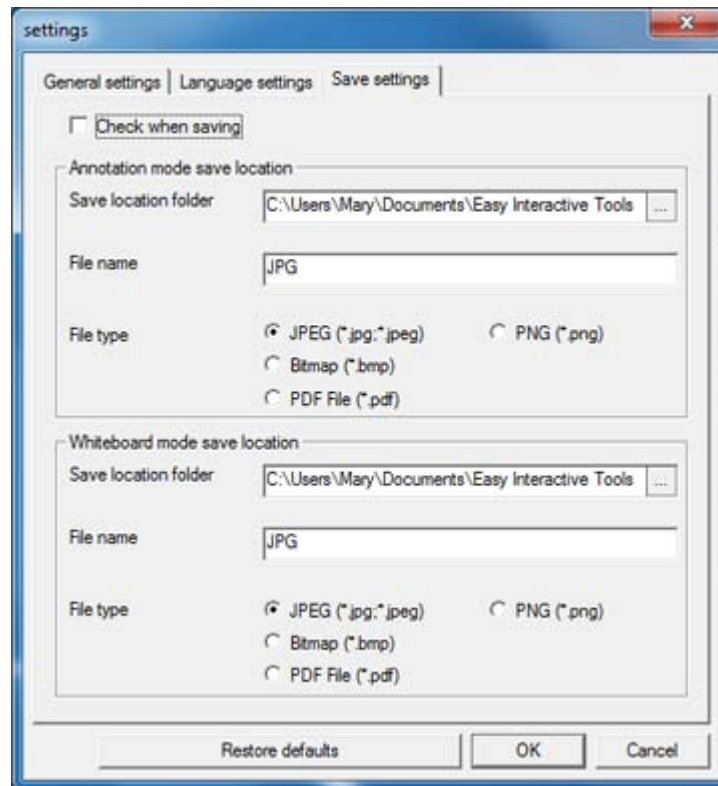 settings
General settings Language settings Save settings
Check when saving
Annotation mode save location
Save location folder C:\Users\Mary\Documents\Easy Interactive Tools ...
File name JPG
File type JPEG (*.jpg;*.jpeg) PNG (*.png)
Bitmap (*.bmp)
PDF File (*.pdf)
Whiteboard mode save location
Save location folder C:\Users\Mary\Documents\Easy Interactive Tools ...
File name JPG
File type JPEG (*.jpg;*.jpeg) PNG (*.png)
Bitmap (*.bmp)
PDF File (*.pdf)
Restore defaults OK Cancel